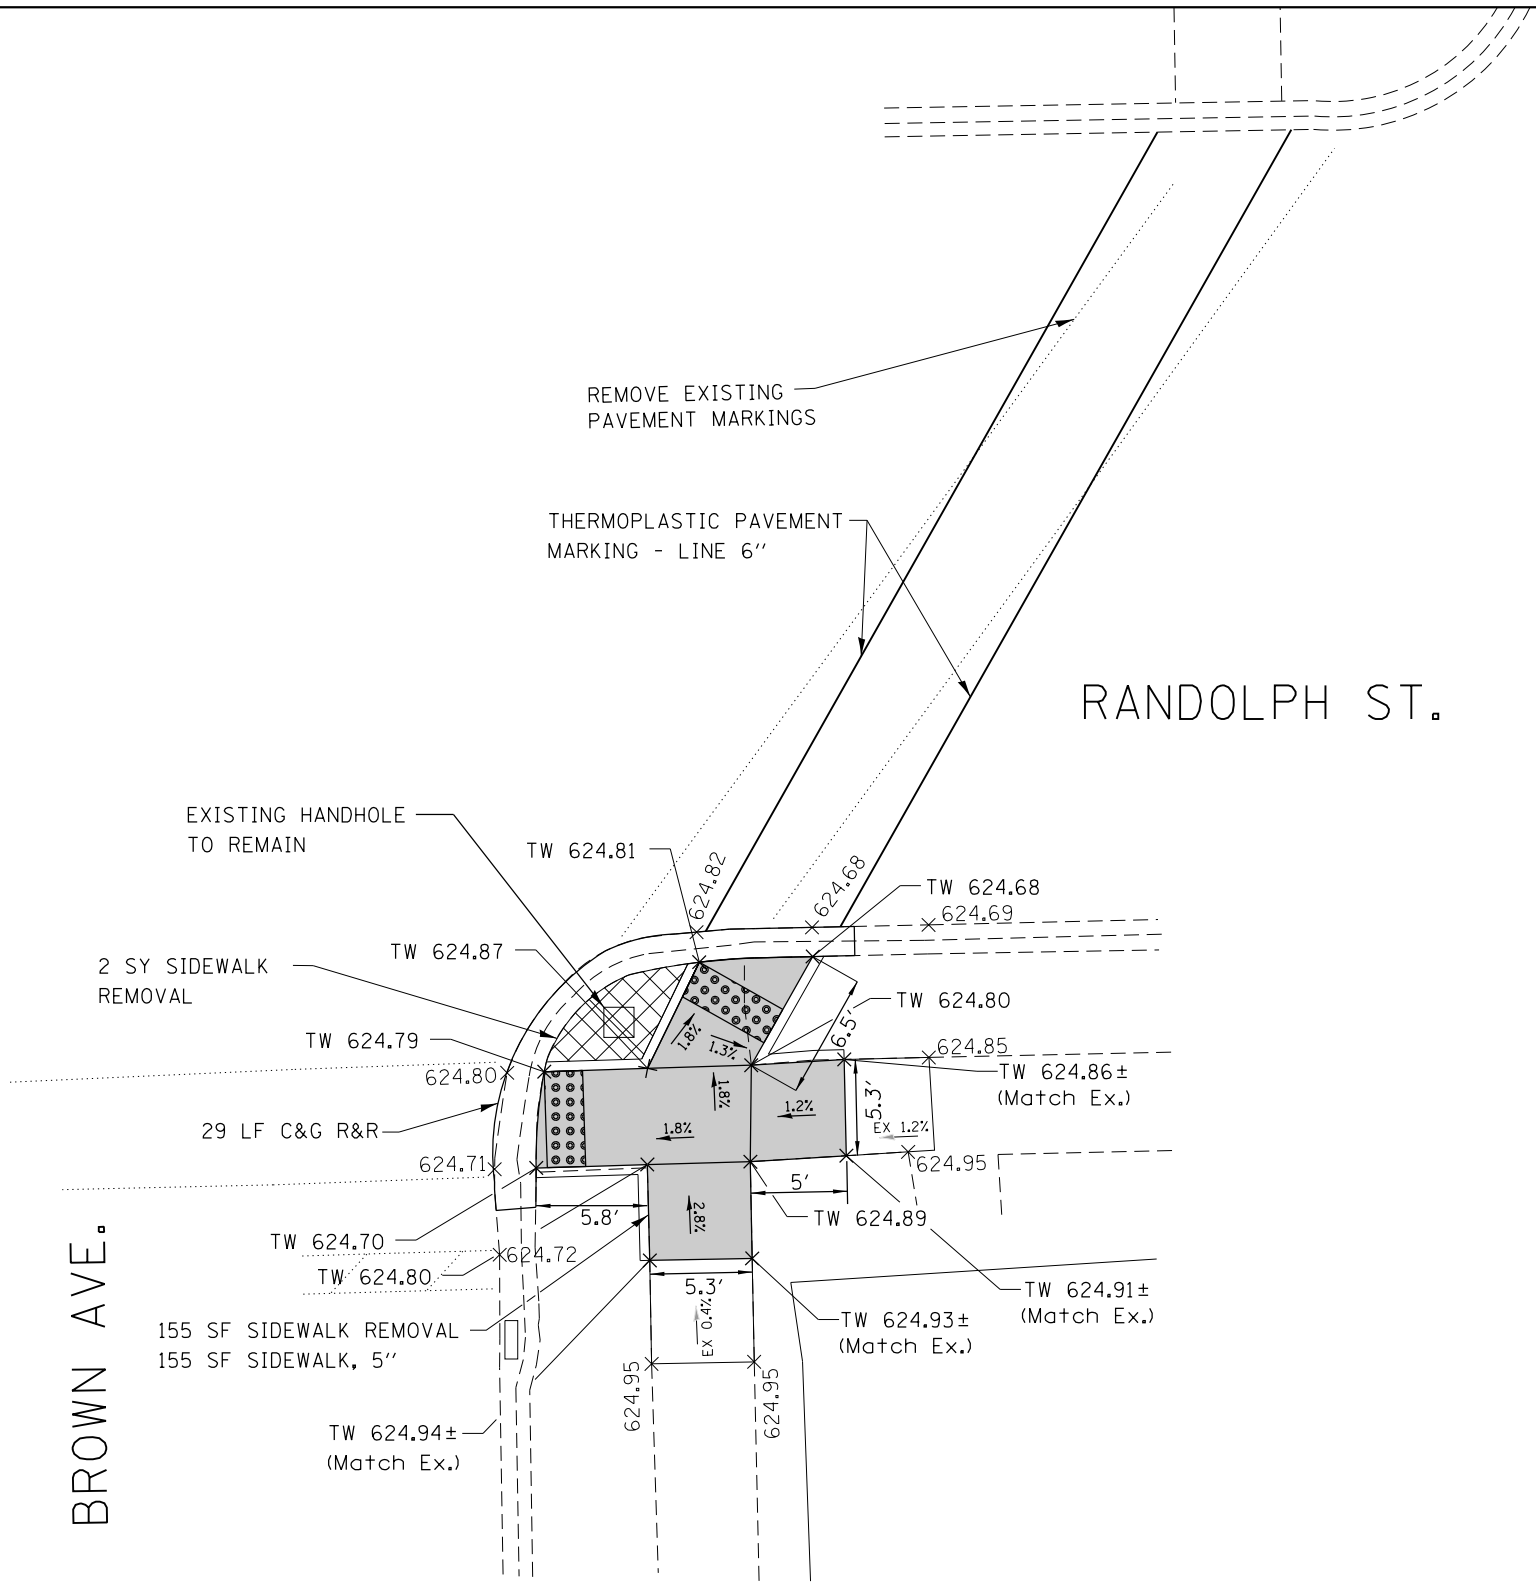 REMOVE EXISTING
PAVEMENT MARKINGS
THERMOPLASTIC PAVEMENT
MARKING - LINE 6"
RANDOLPH ST.
EXISTING HANDHOLE
TO REMAIN
TW 624.81
624.82
624.68
TW 624.68
624.69
TW 624.87
2 SY SIDEWALK
REMOVAL
TW 624.80
TW 624.79
6.5'
1.8%
1.3%
624.85
624.80
TW 624.86±
(Match Ex.)
1.8%
1.2%
5.3'
29 LF C&G R&R
1.8%
EX 1.2%
624.71
624.95
5'
2.8%
5.8'
TW 624.89
TW 624.70
624.72
TW 624.80
5.3'
TW 624.91±
(Match Ex.)
EX 0.4%
TW 624.93±
(Match Ex.)
155 SF SIDEWALK REMOVAL
155 SF SIDEWALK, 5"
624.95
624.95
TW 624.94±
(Match Ex.)
BROWN AVE.